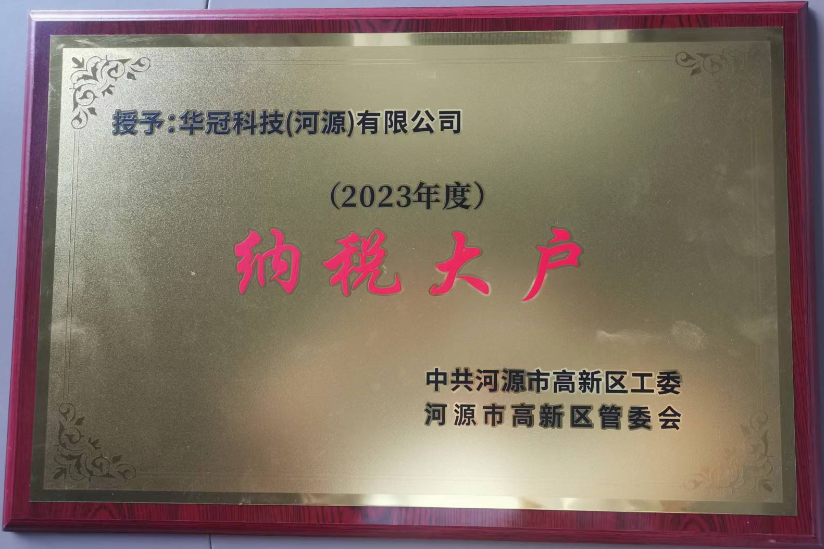 授予:华冠科技(河源)有限公司
(2023年度)
纳税大户
中共河源市高新区工委
河源市高新区管委会